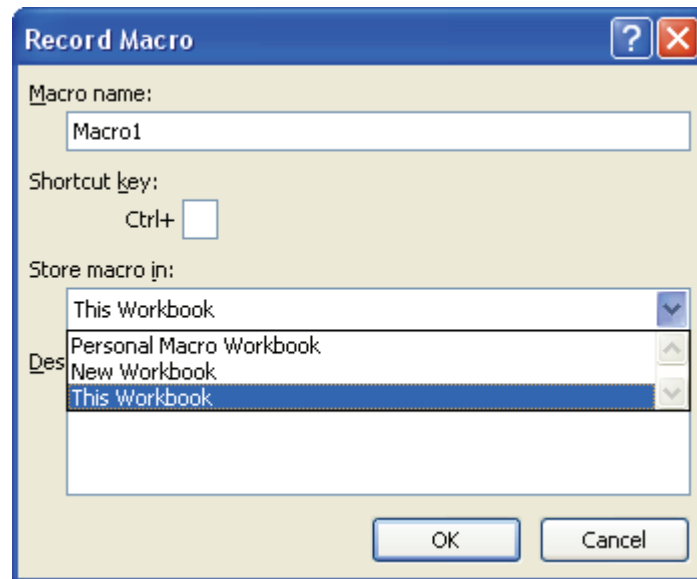 Record Macro
Macro name:
Macro1
Shortcut key:
Ctrl+
Store macro in:
This Workbook
Personal Macro Workbook
Des
New Workbook
This Workbook
OK Cancel